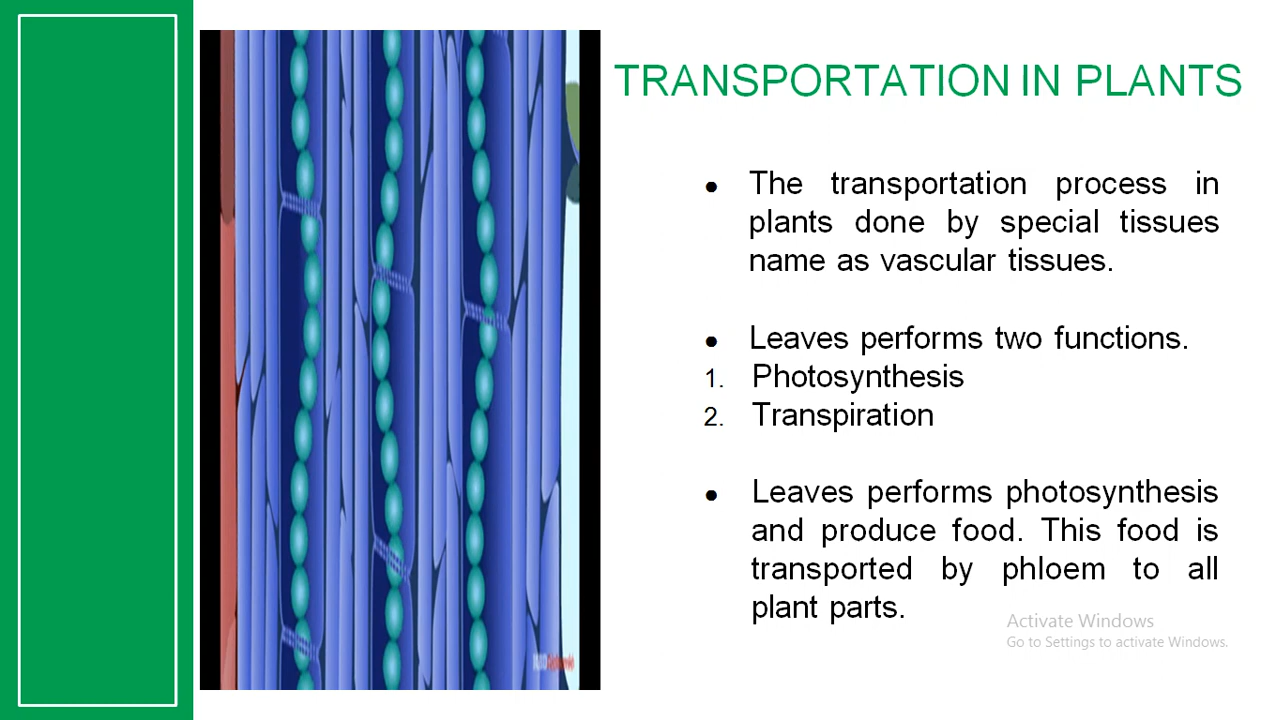 TRANSPORTATION IN PLANTS
● The transportation process in
plants done by special tissues
name as vascular tissues.
● Leaves performs two functions.
1. Photosynthesis
2. Transpiration
● Leaves performs photosynthesis
and produce food. This food is
transported by phloem to all
plant parts.
Activate Windows
Go to Settings to activate Windows.